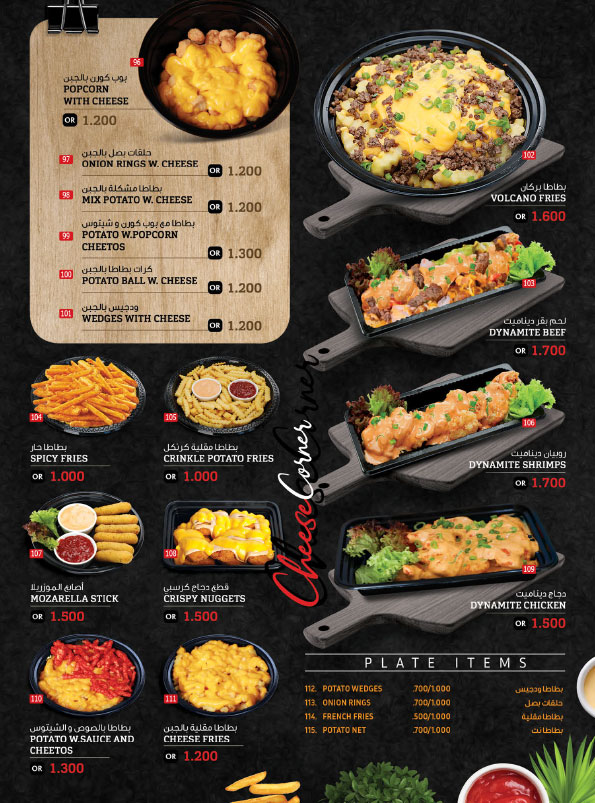 96
بوب كورن بالجبن
POPCORN
WITH CHEESE
OR 1.200
97
حلقات بصل بالجبن
ONION RINGS W. CHEESE
OR 1.200
98
بطاطا مشكلة بالجبن
MIX POTATO W. CHEESE
OR 1.200
99
بطاطا مع بوب كورن و شيتوس
POTATO W.POPCORN
CHEETOS
OR 1.300
100
كرات بطاطا بالجبن
POTATO BALL W. CHEESE
OR 1.200
101
ودجيس بالجبن
WEDGES WITH CHEESE
OR 1.200
102
بطاطا بركان
VOLCANO FRIES
OR 1.600
103
لحم بقر ديناميت
DYNAMITE BEEF
OR 1.700
104
بطاطا حار
SPICY FRIES
OR 1.000
105
بطاطا مقلية كرنكل
CRINKLE POTATO FRIES
OR 1.000
106
روبيان ديناميت
DYNAMITE SHRIMPS
OR 1.700
Cheese Corner
107
أصابع الموزريلا
MOZARELLA STICK
OR 1.500
108
قطع دجاج كرسبي
CRISPY NUGGETS
OR 1.500
109
دجاج ديناميت
DYNAMITE CHICKEN
OR 1.500
110
بطاطا بالصوص و الشيتوس
POTATO W.SAUCE AND
CHEETOS
OR 1.300
111
بطاطا مقلية بالجبن
CHEESE FRIES
OR 1.200
PLATE ITEMS
112. POTATO WEDGES .700/1.000 بطاطا ودجيس
113. ONION RINGS .700/1.000 حلقات بصل
114. FRENCH FRIES .500/1.000 بطاطا مقلية
115. POTATO NET .700/1.000 بطاطا نت